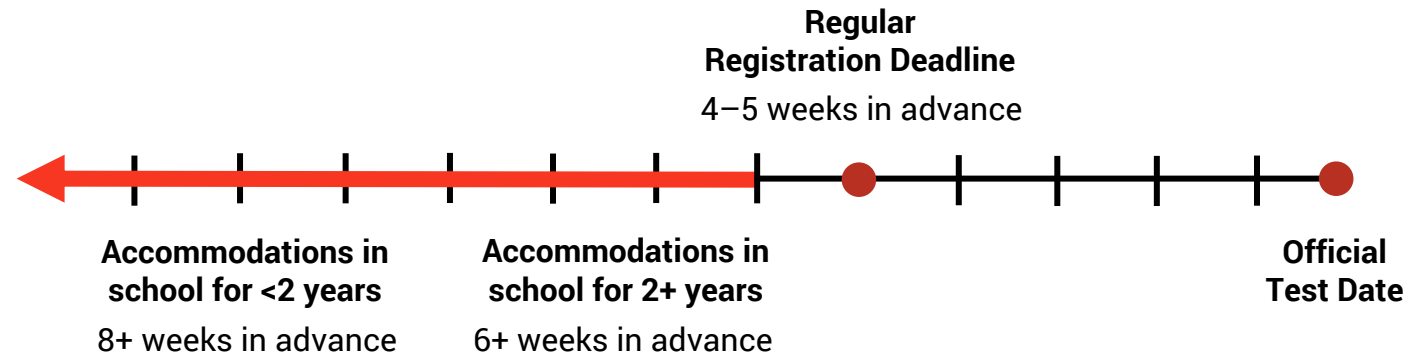 Regular
Registration Deadline
4–5 weeks in advance
Accommodations in
school for <2 years
8+ weeks in advance
Accommodations in
school for 2+ years
6+ weeks in advance
Official
Test Date